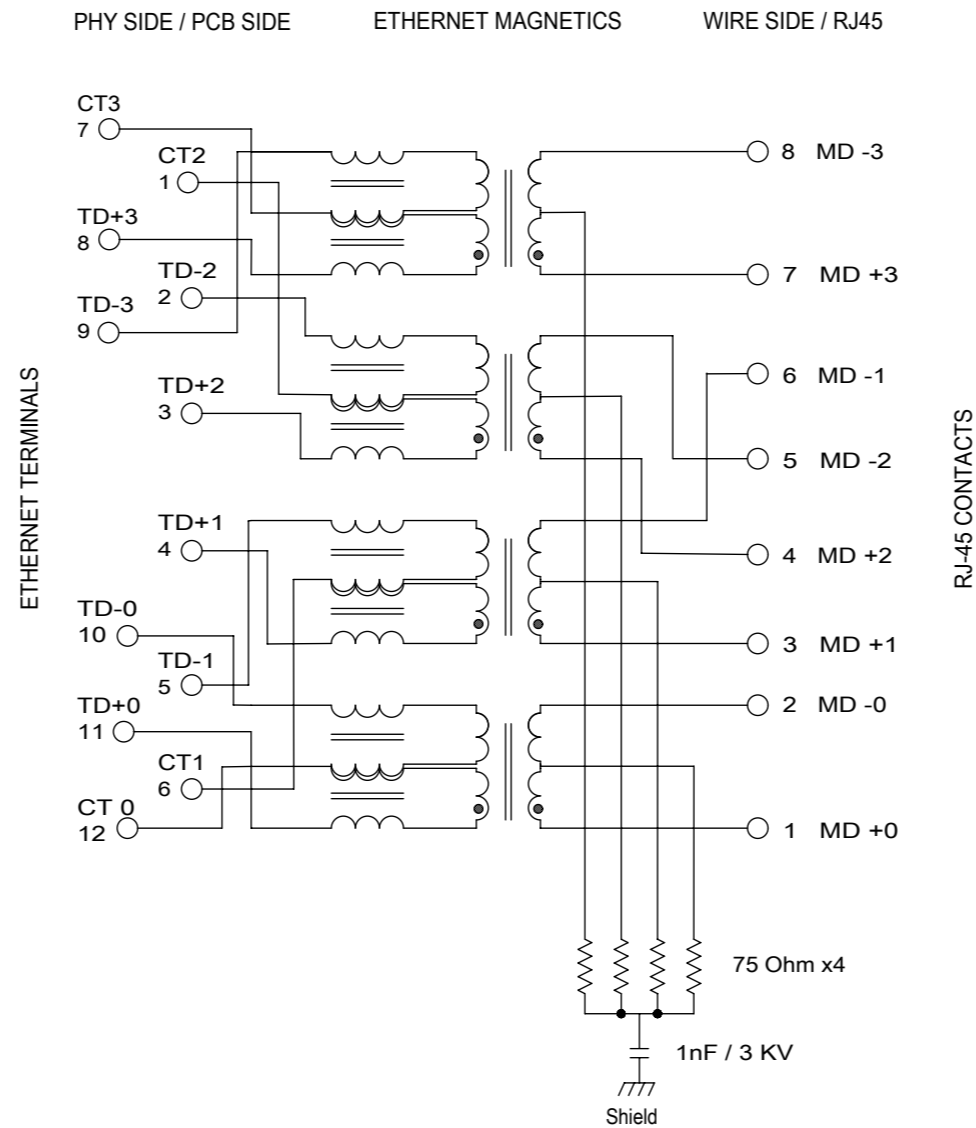 PHY SIDE / PCB SIDE
ETHERNET MAGNETICS
WIRE SIDE / RJ45
CT3
7
CT2
1
TD+3
8
TD-2
2
TD-3
9
TD+2
3
TD+1
4
TD-0
10
TD-1
5
TD+0
11
CT1
6
CT 0
12
ETHERNET TERMINALS
8 MD -3
7 MD +3
6 MD -1
5 MD -2
4 MD +2
3 MD +1
2 MD -0
1 MD +0
RJ-45 CONTACTS
75 Ohm x4
1nF / 3 KV
Shield